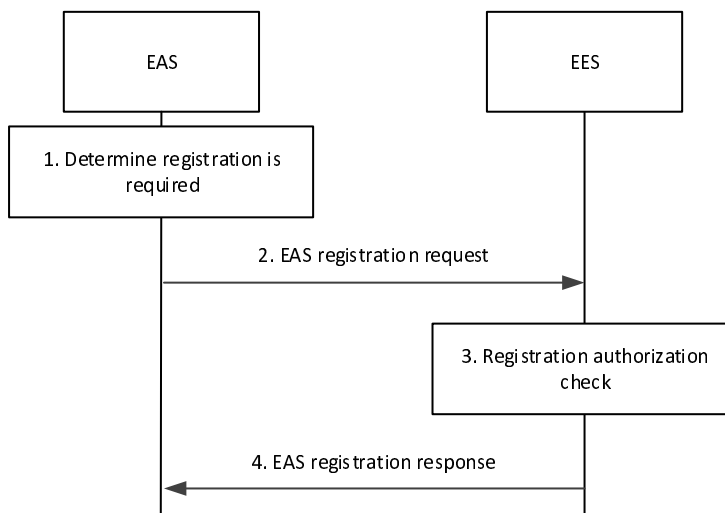 EAS
EES
1. Determine registration is
required
2. EAS registration request
3. Registration authorization
check
4. EAS registration response